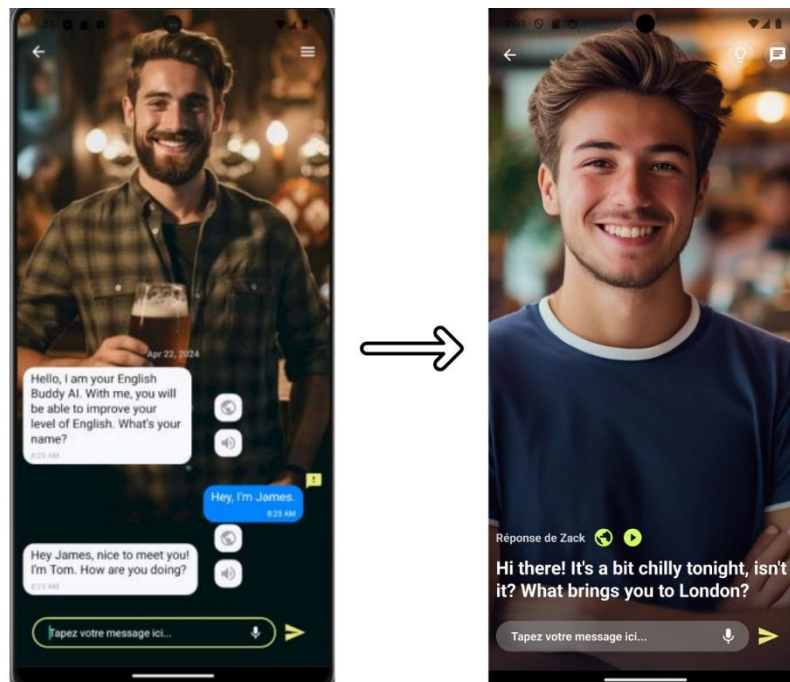 Apr 22, 2024
Hello, I am your English
Buddy AI. With me, you will
be able to improve your
level of English. What's your
name?
8:25 AM
Hey, I'm James.
8:25 AM
Hey James, nice to meet you!
I'm Tom. How are you doing?
8:25 AM
Tapez votre message ici...
9:03
Réponse de Zack
Hi there! It's a bit chilly tonight, isn't
it? What brings you to London?
Tapez votre message ici...